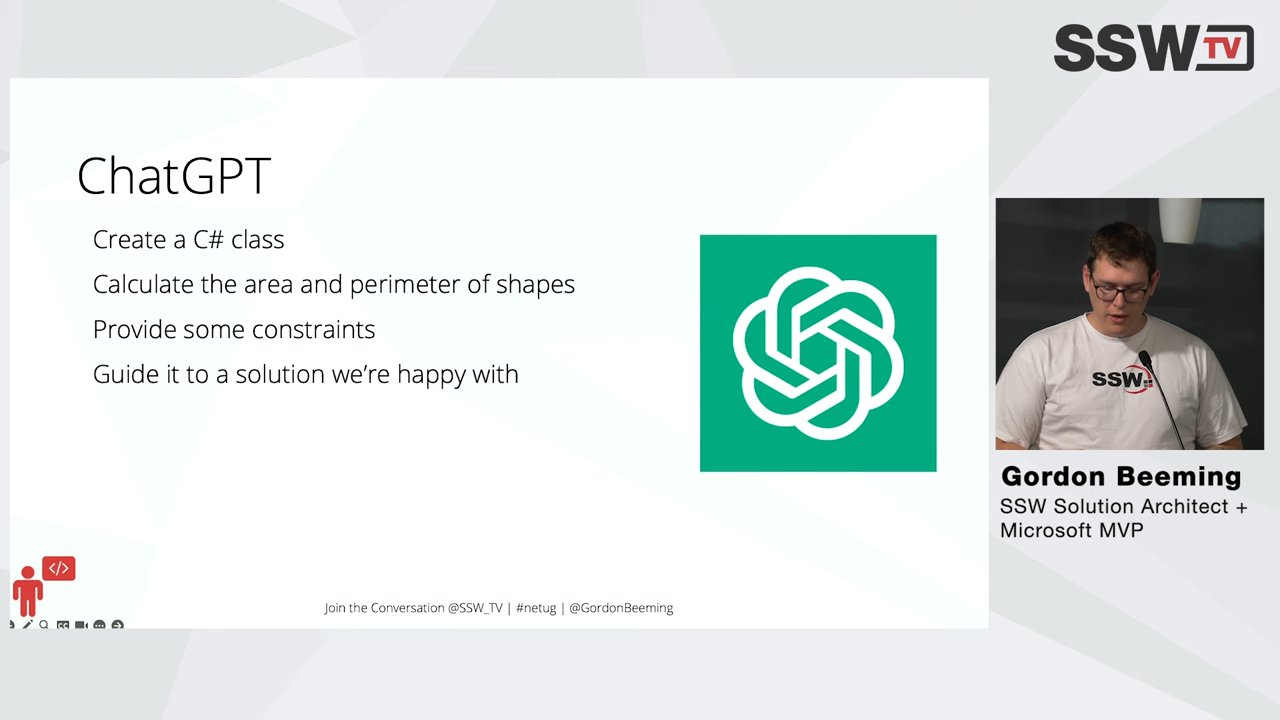 SSW TV
ChatGPT
Create a C# class
Calculate the area and perimeter of shapes
Provide some constraints
Guide it to a solution we're happy with
</>
CC
Join the Conversation @SSW_TV | #netug | @GordonBeeming
SSW
Gordon Beeming
SSW Solution Architect +
Microsoft MVP